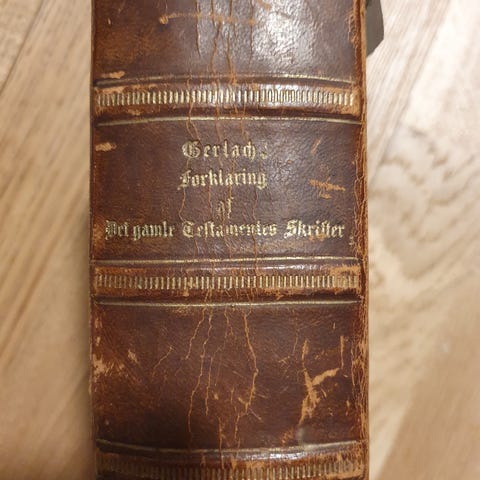 Gerlachs
Forklaring
af
Det gamle Testamentes Skrifter